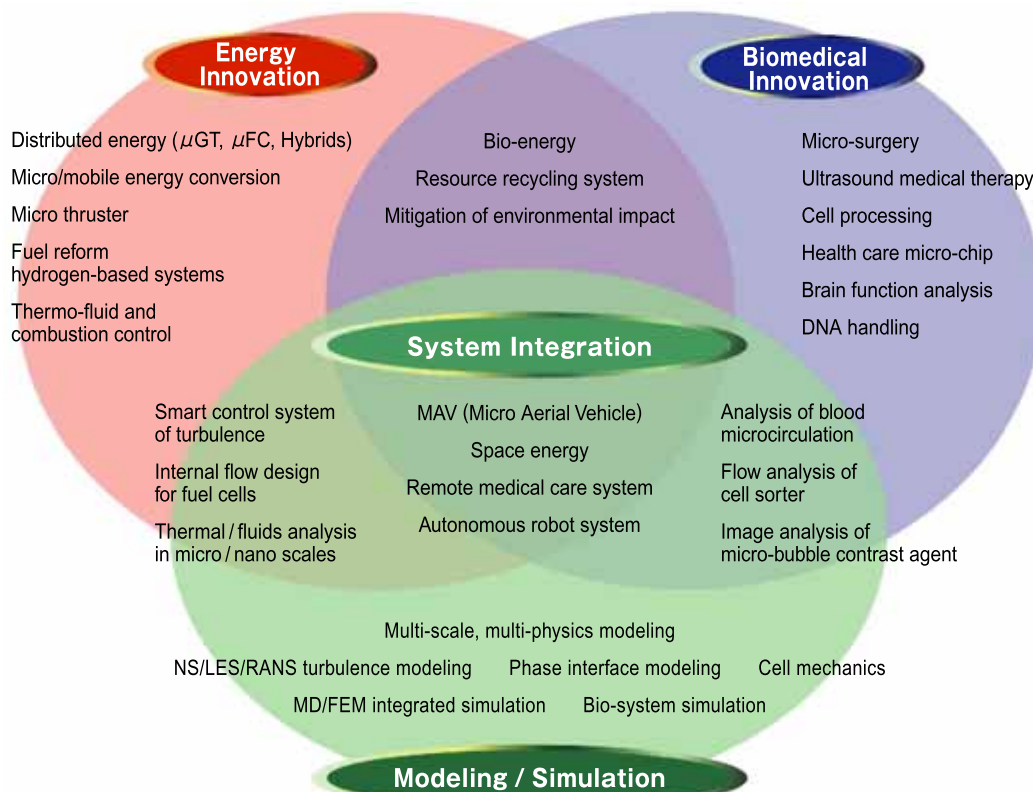 Energy
Innovation
Biomedical
Innovation
Distributed energy (μGT, μFC, Hybrids)
Micro/mobile energy conversion
Micro thruster
Fuel reform
hydrogen-based systems
Thermo-fluid and
combustion control
Bio-energy
Resource recycling system
Mitigation of environmental impact
Micro-surgery
Ultrasound medical therapy
Cell processing
Health care micro-chip
Brain function analysis
DNA handling
System Integration
Smart control system
of turbulence
Internal flow design
for fuel cells
Thermal / fluids analysis
in micro / nano scales
MAV (Micro Aerial Vehicle)
Space energy
Remote medical care system
Autonomous robot system
Analysis of blood
microcirculation
Flow analysis of
cell sorter
Image analysis of
micro-bubble contrast agent
Multi-scale, multi-physics modeling
NS/LES/RANS turbulence modeling Phase interface modeling Cell mechanics
MD/FEM integrated simulation Bio-system simulation
Modeling / Simulation